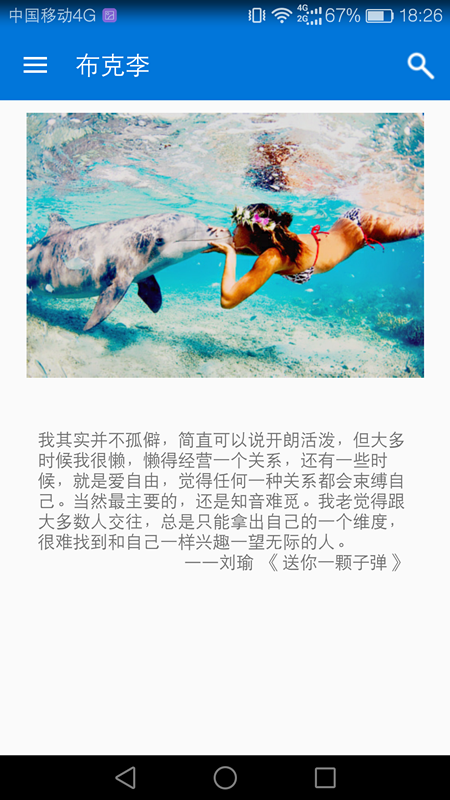 中国移动4G 4G 2G 67% 18:26
布克李
我其实并不孤僻，简直可以说开朗活泼，但大多
时候我很懒，懒得经营一个关系，还有一些时
候，就是爱自由，觉得任何一种关系都会束缚自
己。当然最主要的，还是知音难觅。我老觉得跟
大多数人交往，总是只能拿出自己的一个维度，
很难找到和自己一样兴趣一望无际的人。
——刘瑜 《送你一颗子弹》